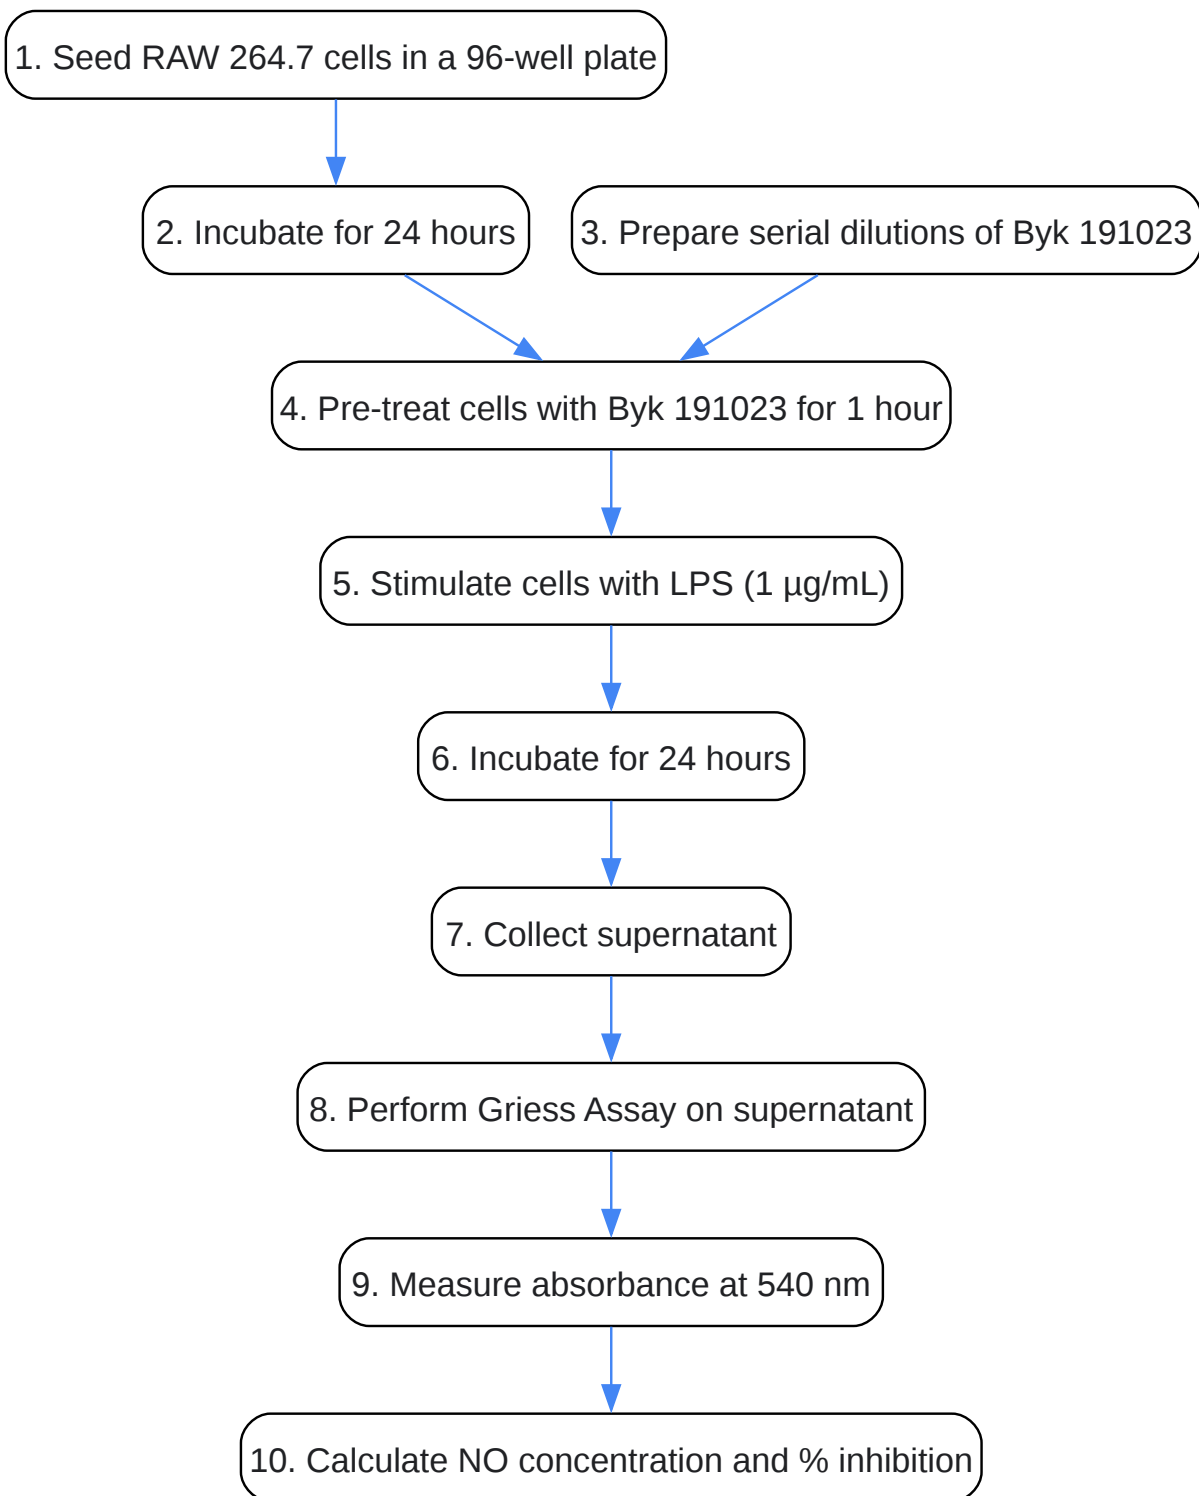 1. Seed RAW 264.7 cells in a 96-well plate
2. Incubate for 24 hours
3. Prepare serial dilutions of Byk 191023
4. Pre-treat cells with Byk 191023 for 1 hour
5. Stimulate cells with LPS (1 µg/mL)
6. Incubate for 24 hours
7. Collect supernatant
8. Perform Griess Assay on supernatant
9. Measure absorbance at 540 nm
10. Calculate NO concentration and % inhibition